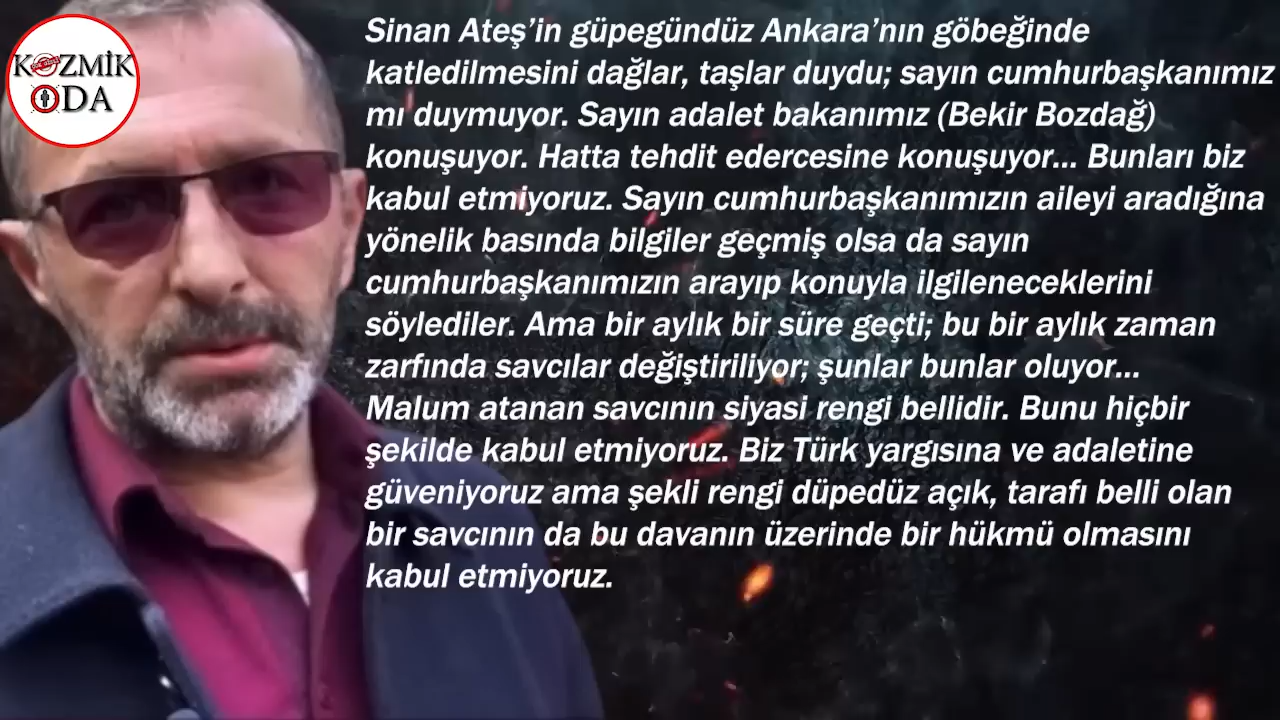 KOZMİK
ODA
Sinan Ateş’in güpegündüz Ankara’nın göbeğinde
katledilmesini dağlar, taşlar duydu; sayın cumhurbaşkanımız
mı duymuyor. Sayın adalet bakanımız (Bekir Bozdağ)
konuşuyor. Hatta tehdit edercesine konuşuyor... Bunları biz
kabul etmiyoruz. Sayın cumhurbaşkanımızın aileyi aradığına
yönelik basında bilgiler geçmiş olsa da sayın
cumhurbaşkanımızın arayıp konuyla ilgileneceklerini
söylediler. Ama bir aylık bir süre geçti; bu bir aylık zaman
zarfında savcılar değiştiriliyor; şunlar bunlar oluyor...
Malum atanan savcının siyasi rengi bellidir. Bunu hiçbir
şekilde kabul etmiyoruz. Biz Türk yargısına ve adaletine
güveniyoruz ama şekli rengi düpedüz açık, tarafı belli olan
bir savcının da bu davanın üzerinde bir hükmü olmasını
kabul etmiyoruz.